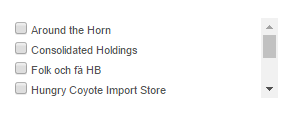 Around the Horn
Consolidated Holdings
Folk och fä HB
Hungry Coyote Import Store